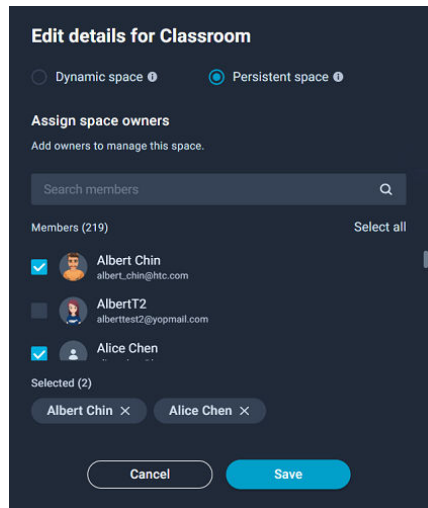 Edit details for Classroom
Dynamic space
Persistent space
Assign space owners
Add owners to manage this space.
Search members
Members (219)
Select all
Albert Chin
albert_chin@htc.com
AlbertT2
alberttest2@yopmail.com
Alice Chen
Selected (2)
Albert Chin ×
Alice Chen ×
Cancel
Save